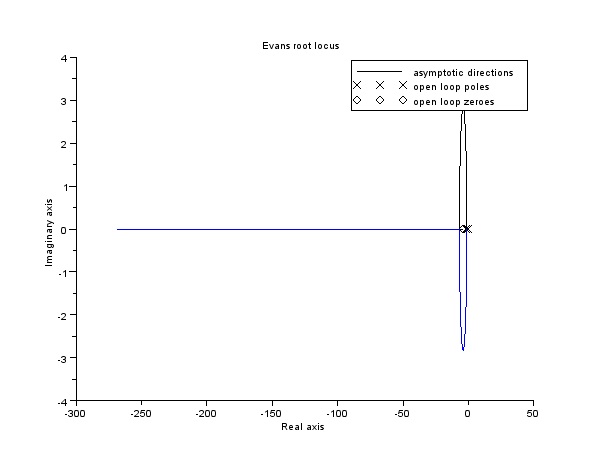 Evans root locus
asymptotic directions
open loop poles
open loop zeroes
4
3
2
1
0
-1
-2
-3
-4
Imaginary axis
-300
-250
-200
-150
-100
-50
0
50
Real axis